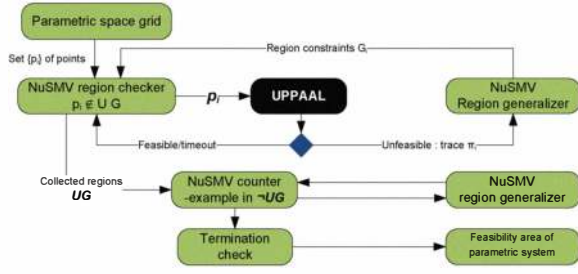 Parametric space grid
Region constraints Gᵢ
Set {pᵢ} of points
NuSMV region checker
pᵢ ∉ U G
pᵢ
UPPAAL
NuSMV
Region generalizer
Feasible/timeout
Unfeasible : trace πᵢ
Collected regions
UG
NuSMV counter
-example in ¬UG
NuSMV
region generalizer
Termination
check
Feasibility area of
parametric system